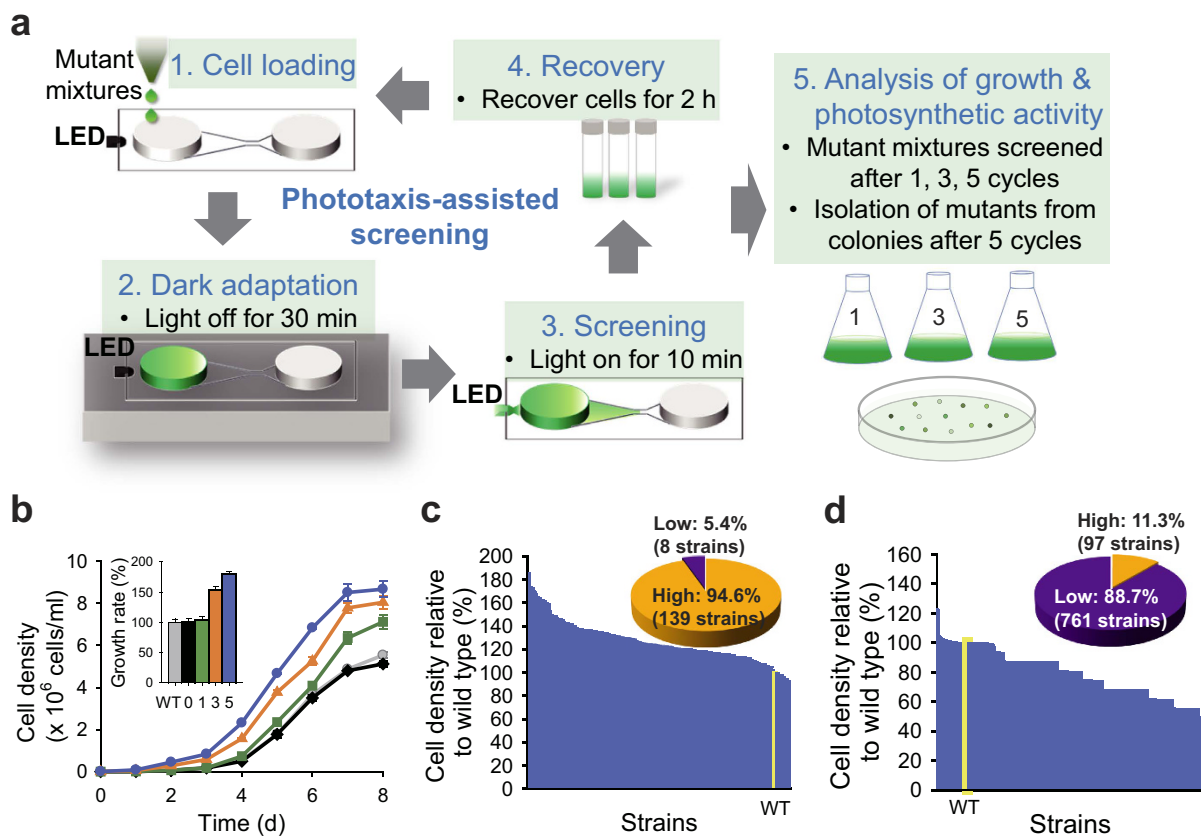 a
Mutant
mixtures
1. Cell loading
LED
4. Recovery
• Recover cells for 2 h
5. Analysis of growth &
photosynthetic activity
• Mutant mixtures screened
after 1, 3, 5 cycles
• Isolation of mutants from
colonies after 5 cycles
Phototaxis-assisted
screening
2. Dark adaptation
• Light off for 30 min
LED
3. Screening
• Light on for 10 min
LED
1 3 5
b
Cell density
(x 10⁶ cells/ml)
10
8
6
4
2
0
0 2 4 6 8
Time (d)
Growth rate (%)
200
150
100
50
0
WT 0 1 3 5
c
Cell density relative
to wild type (%)
200
180
160
140
120
100
80
60
40
20
0
Low: 5.4%
(8 strains)
High: 94.6%
(139 strains)
WT
Strains
d
Cell density relative
to wild type (%)
160
140
120
100
80
60
40
20
0
High: 11.3%
(97 strains)
Low: 88.7%
(761 strains)
WT
Strains